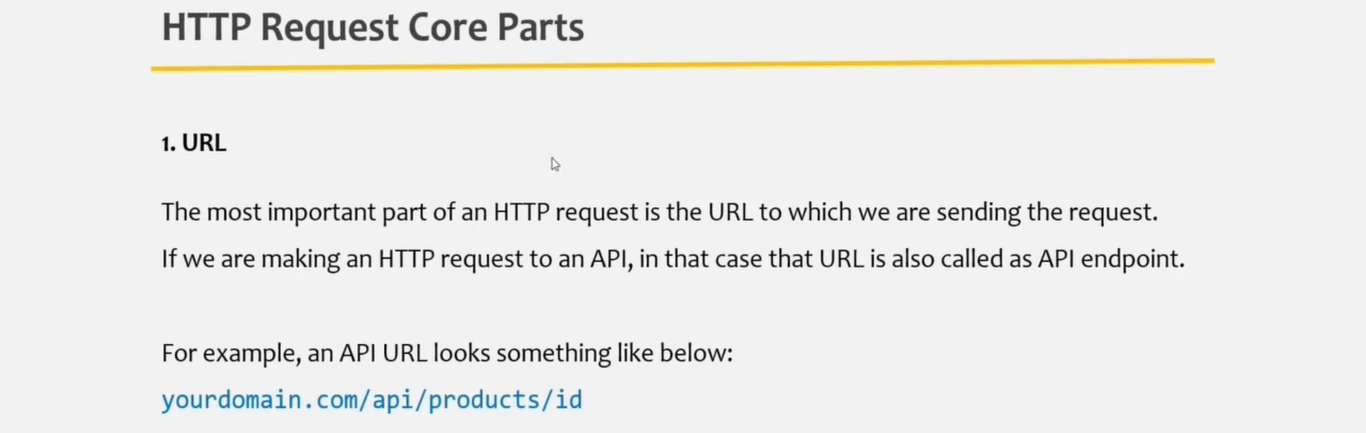 HTTP Request Core Parts
1. URL
The most important part of an HTTP request is the URL to which we are sending the request.
If we are making an HTTP request to an API, in that case that URL is also called as API endpoint.
For example, an API URL looks something like below:
yourdomain.com/api/products/id